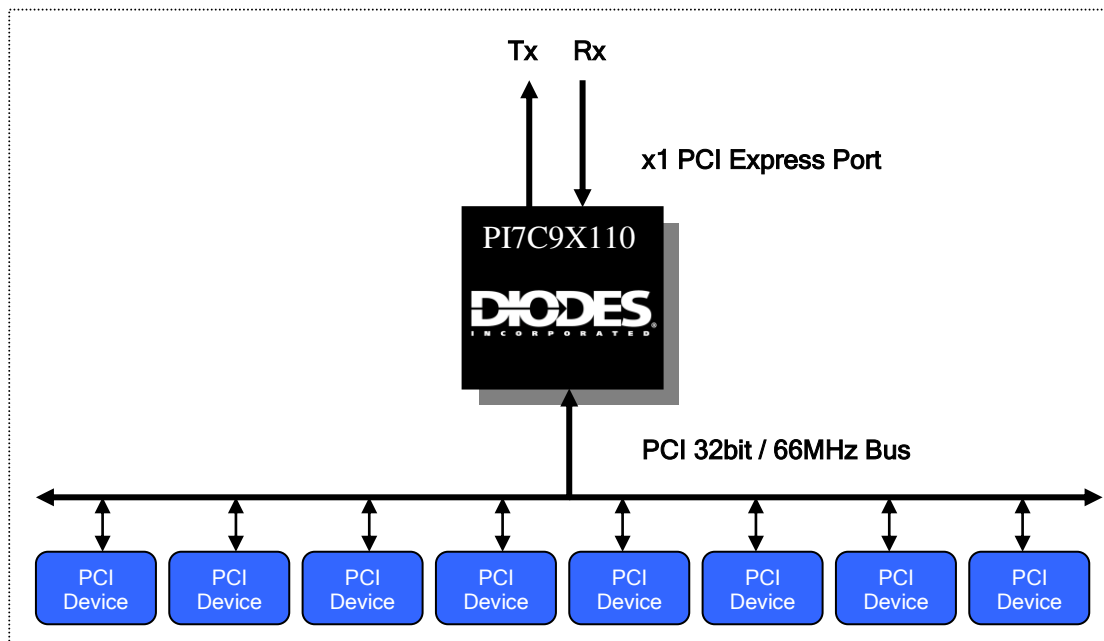 Tx Rx
x1 PCI Express Port
PI7C9X110
DIODES®
INCORPORATED
PCI 32bit / 66MHz Bus
PCI PCI PCI PCI PCI PCI PCI PCI
Device Device Device Device Device Device Device Device